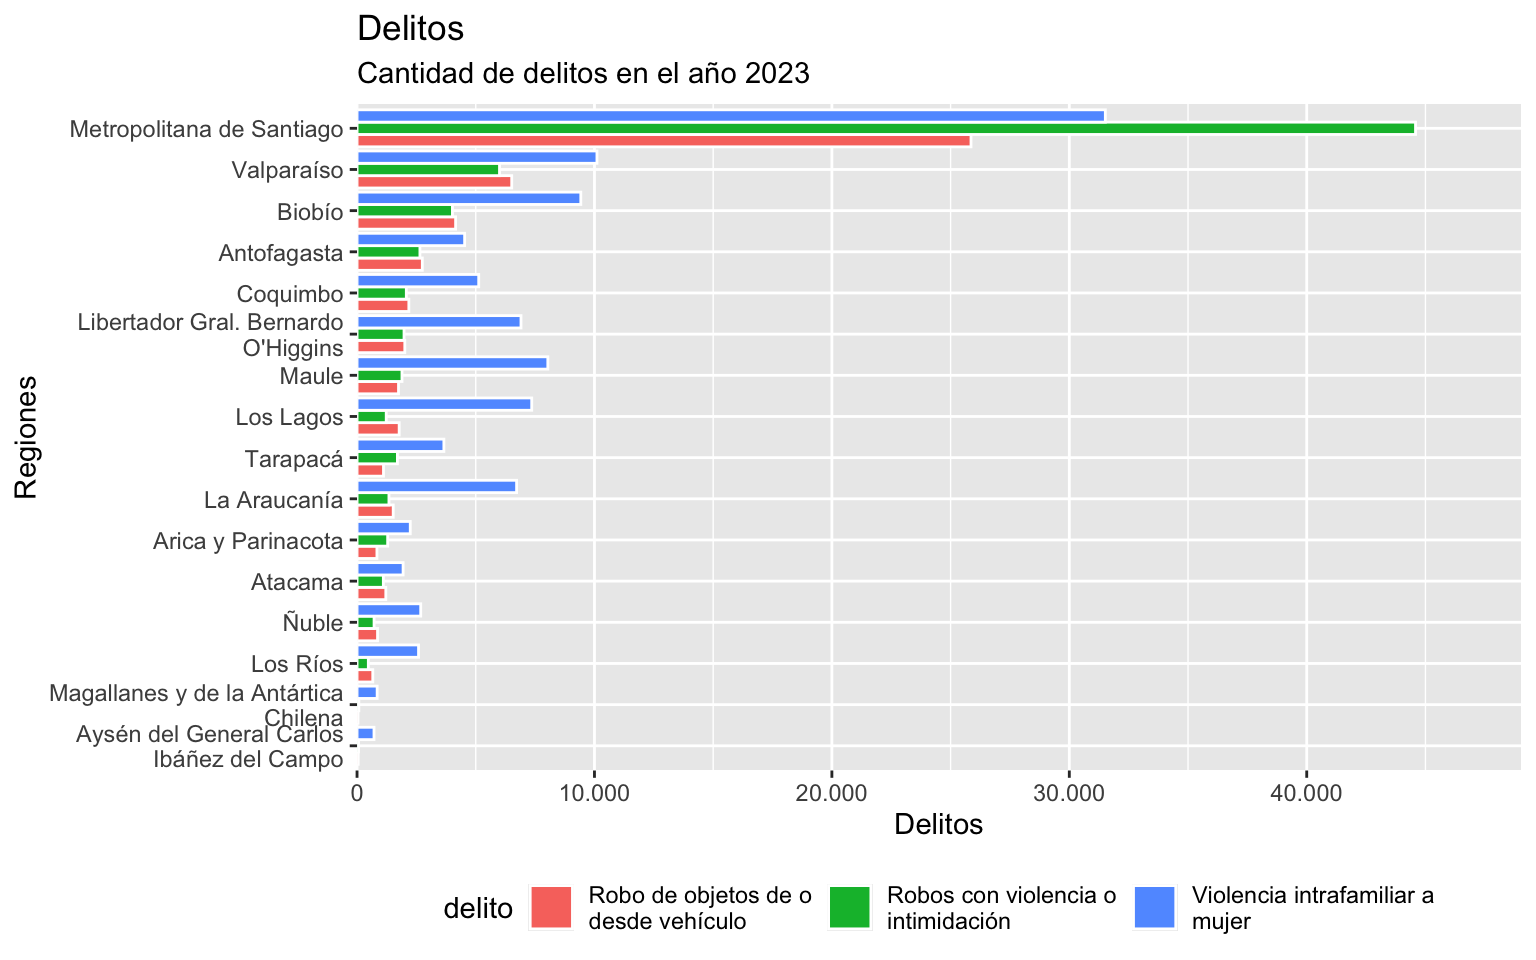 Delitos
Cantidad de delitos en el año 2023
Regiones
Metropolitana de Santiago
Valparaíso
Biobío
Antofagasta
Coquimbo
Libertador Gral. Bernardo
O'Higgins
Maule
Los Lagos
Tarapacá
La Araucanía
Arica y Parinacota
Atacama
Ñuble
Los Ríos
Magallanes y de la Antártica
Chilena
Aysén del General Carlos
Ibáñez del Campo
0 10.000 20.000 30.000 40.000
Delitos
delito
Robo de objetos de o
desde vehículo
Robos con violencia o
intimidación
Violencia intrafamiliar a
mujer